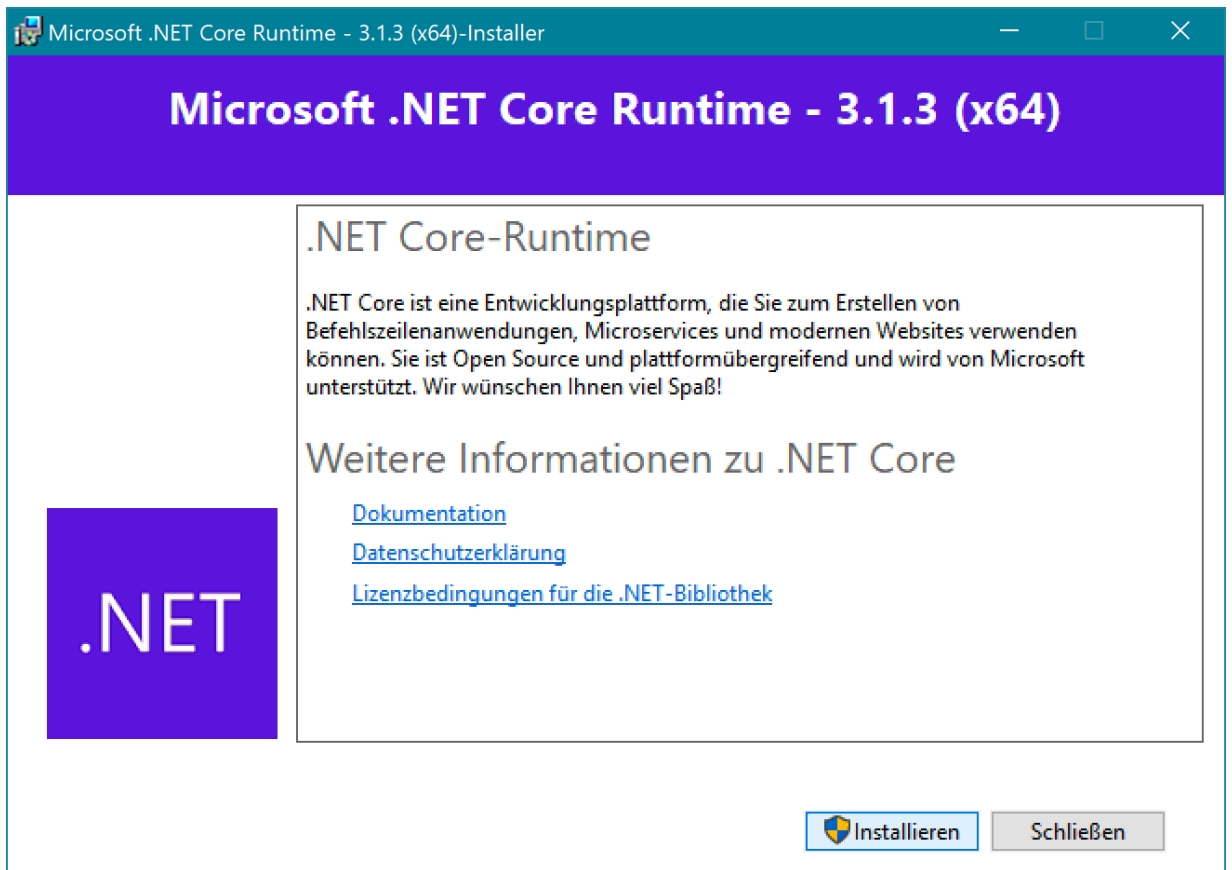 Microsoft .NET Core Runtime - 3.1.3 (x64)-Installer
Microsoft .NET Core Runtime - 3.1.3 (x64)
.NET Core-Runtime
.NET Core ist eine Entwicklungsplattform, die Sie zum Erstellen von
Befehlszeilenanwendungen, Microservices und modernen Websites verwenden
können. Sie ist Open Source und plattformübergreifend und wird von Microsoft
unterstützt. Wir wünschen Ihnen viel Spaß!
Weitere Informationen zu .NET Core
Dokumentation
Datenschutzerklärung
Lizenzbedingungen für die .NET-Bibliothek
.NET
Installieren
Schließen